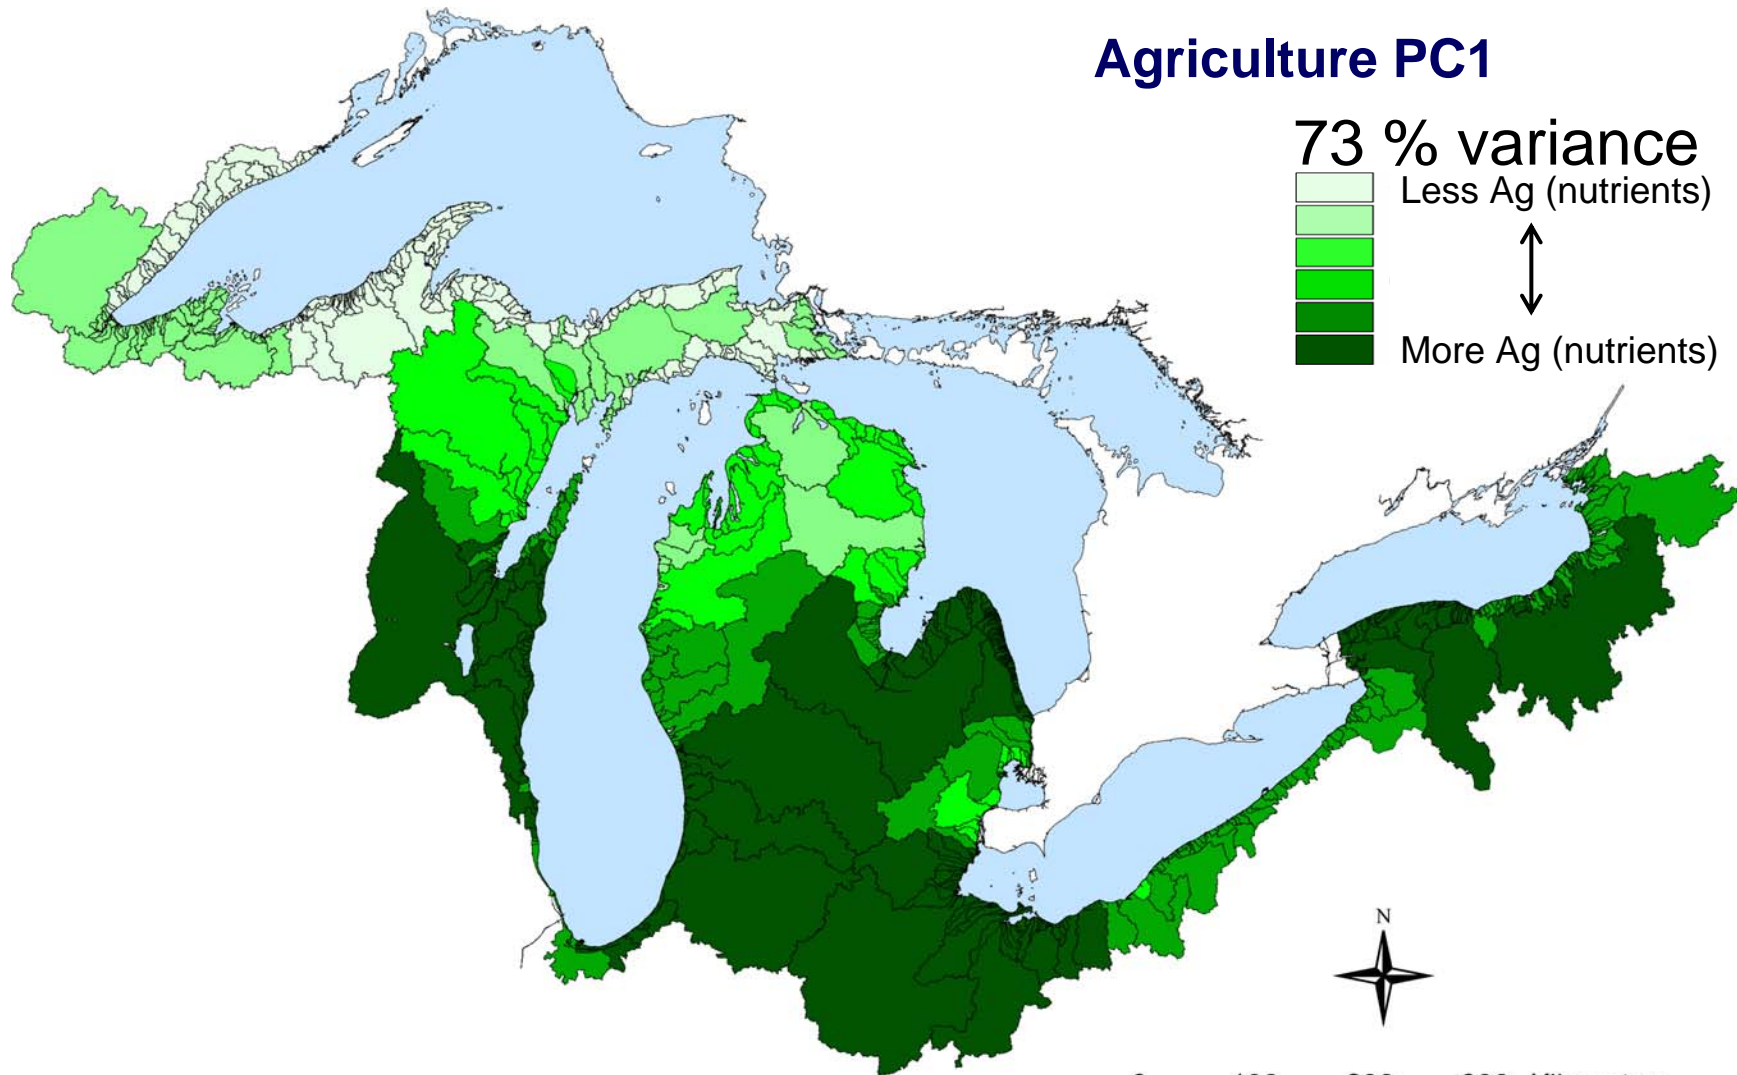 Agriculture PC1
73 % variance
Less Ag (nutrients)
More Ag (nutrients)
N